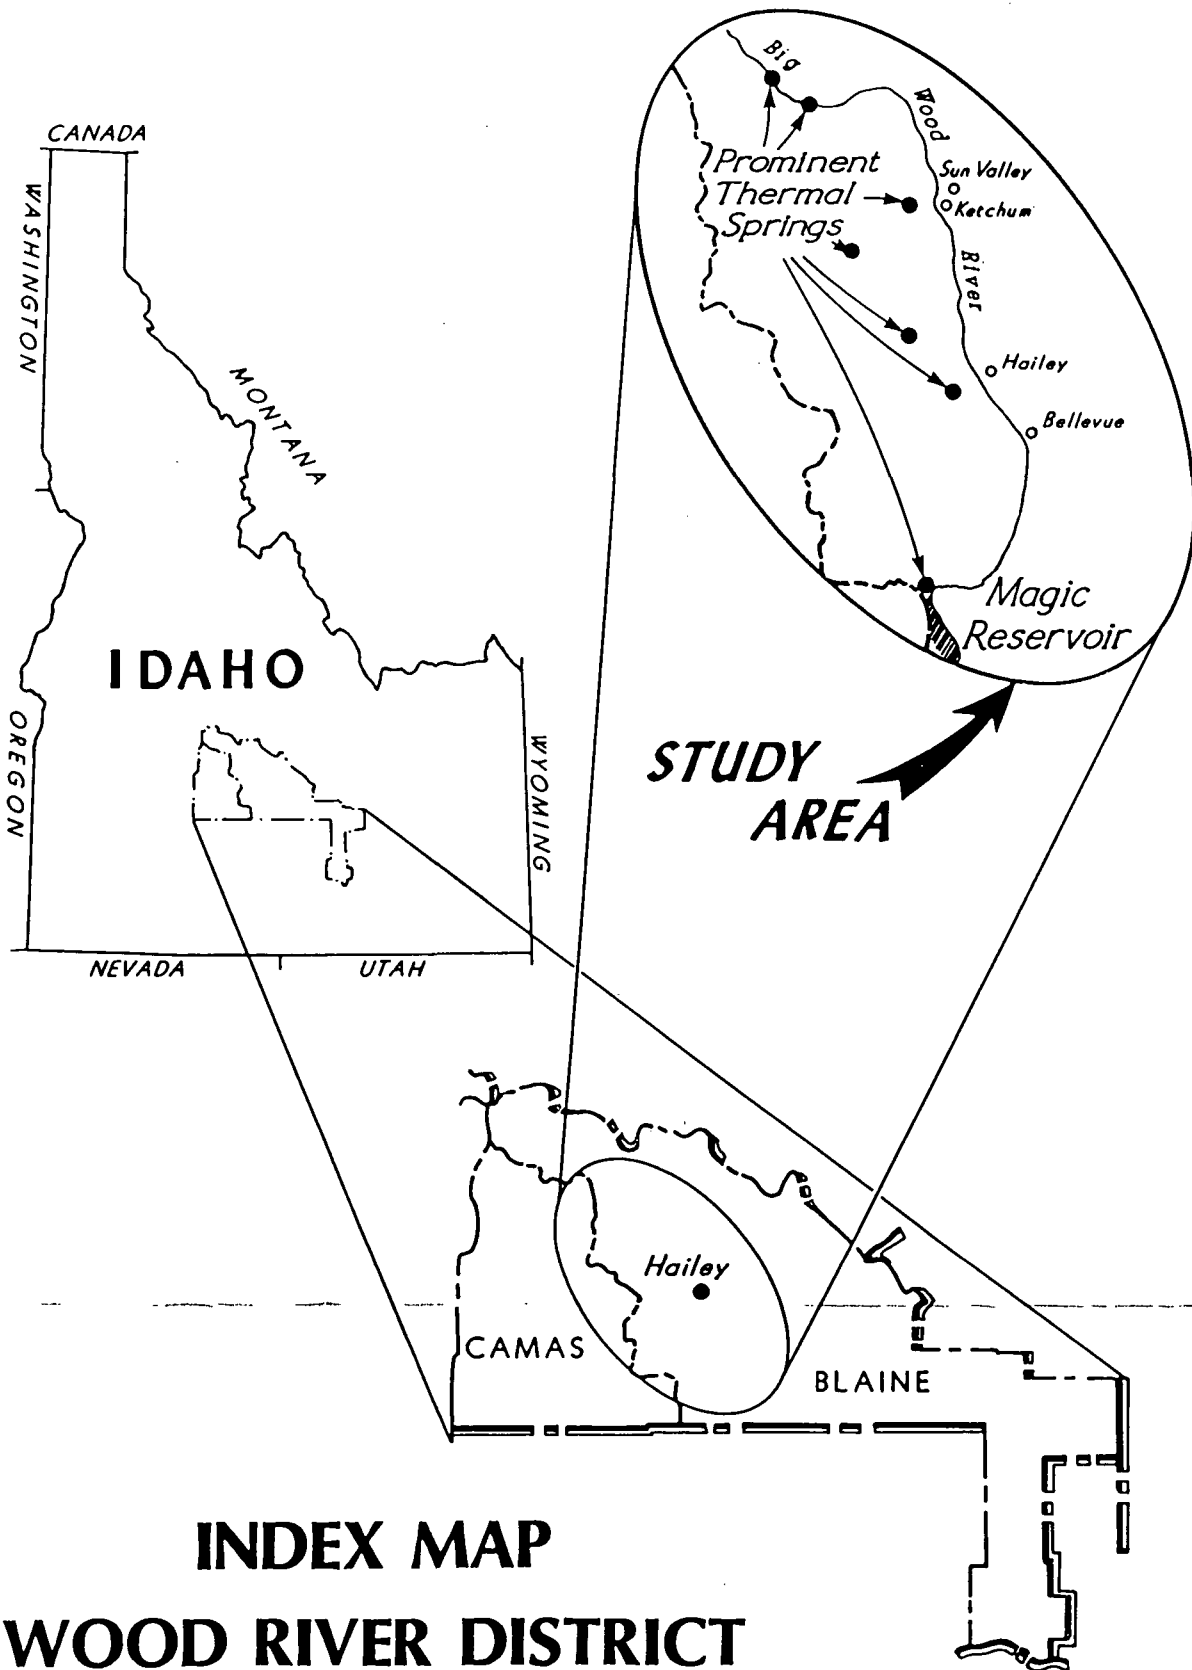 CANADA
WASHINGTON
MONTANA
IDAHO
OREGON
WYOMING
NEVADA
UTAH
Big
Wood
River
Prominent
Thermal
Springs
Sun Valley
Ketchum
Hailey
Bellevue
Magic
Reservoir
STUDY
AREA
Hailey
CAMAS
BLAINE
INDEX MAP
WOOD RIVER DISTRICT